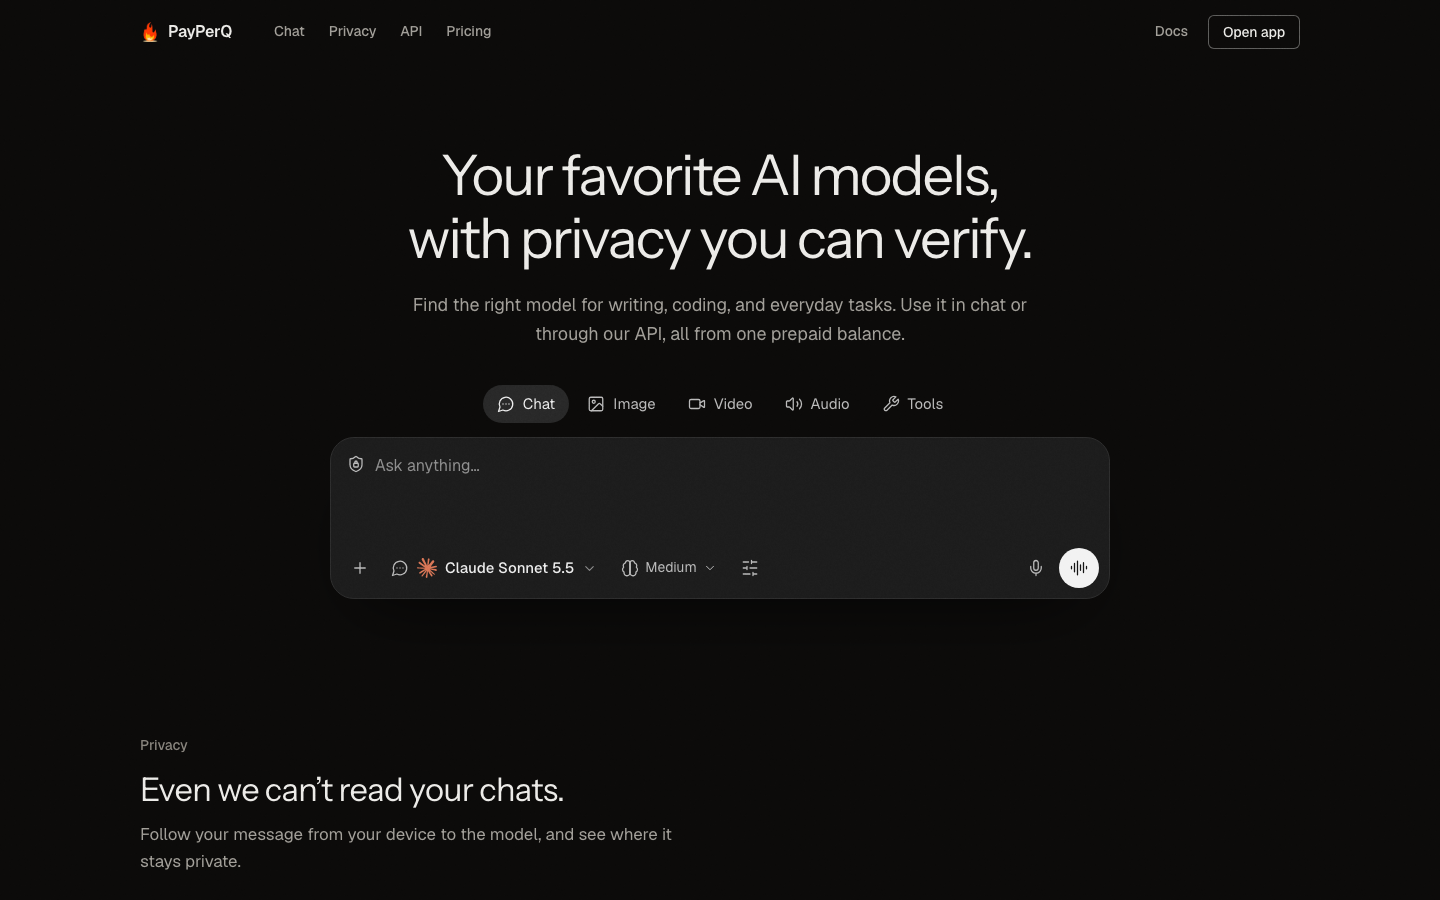 PayPerQ
Chat
Privacy
API
Pricing
Docs
Open app
Your favorite AI models,
with privacy you can verify.
Find the right model for writing, coding, and everyday tasks. Use it in chat or
through our API, all from one prepaid balance.
Chat
Image
Video
Audio
Tools
Ask anything...
Claude Sonnet 5.5
Medium
Privacy
Even we can’t read your chats.
Follow your message from your device to the model, and see where it
stays private.